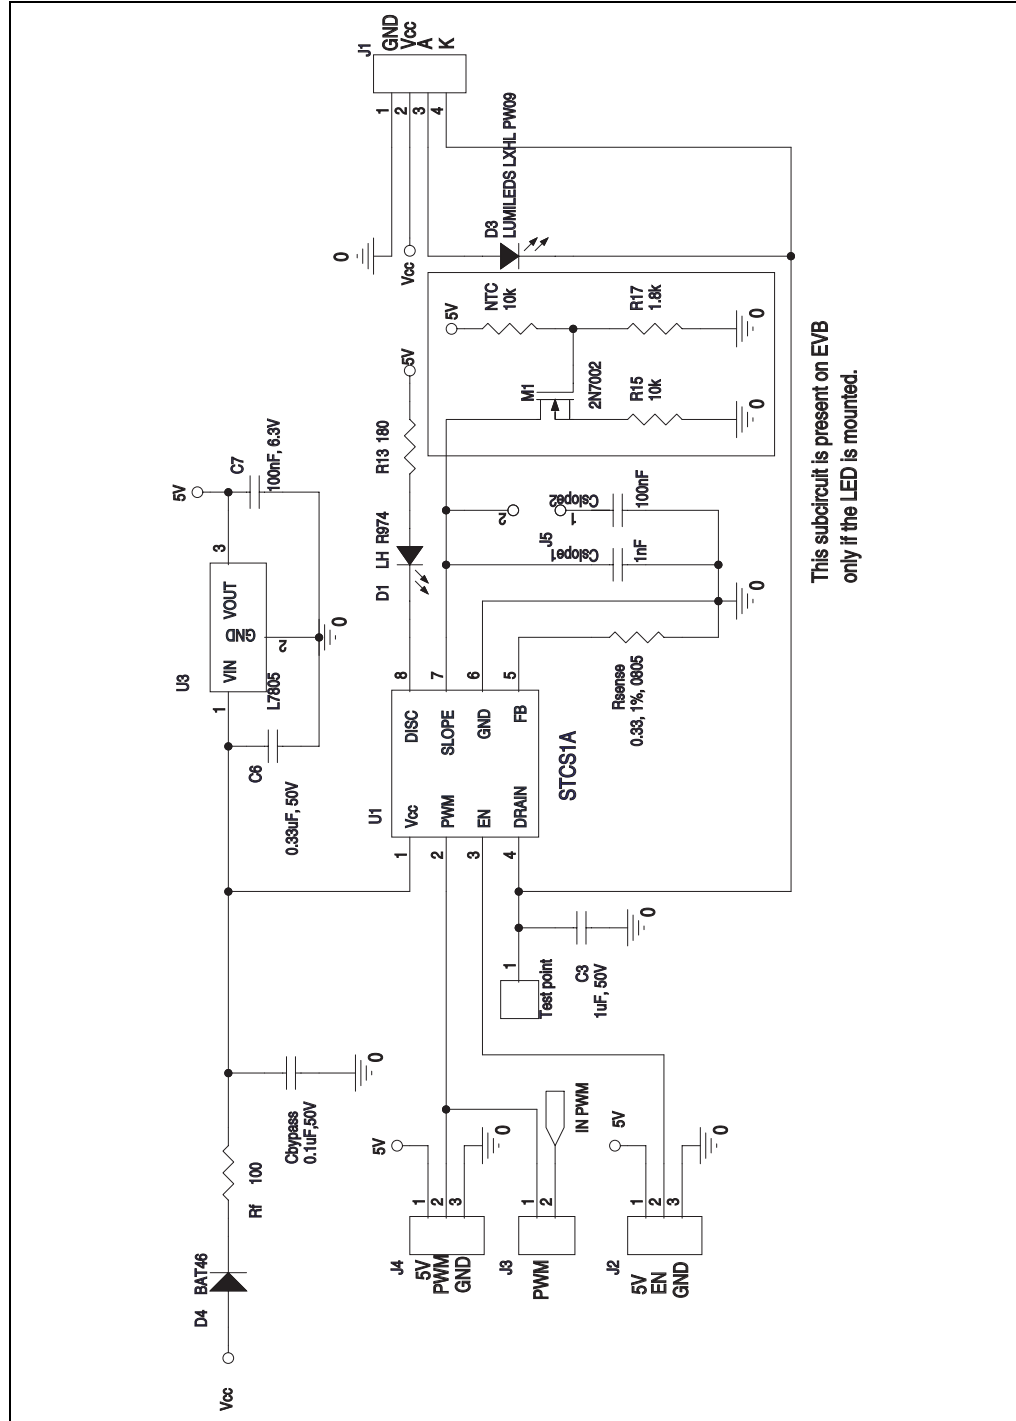 J1
GND
Vcc
A
K
1
2
3
4
0
Vcc
D3
LUMILEDS LXHL PW09
5V
NTC
10k
R17
1.8k
0
M1
2N7002
R15
10k
0
This subcircuit is present on EVB
only if the LED is mounted.
5V
R13 180
D1
LH R974
5V
C7
100nF, 6.3V
3
VOUT
GND
VIN
2
0
U3
L7805
1
C6
0.33uF, 50V
2
1
J5
Cslope2
100nF
Cslope1
1nF
0
8
7
6
5
DISC
SLOPE
GND
FB
Rsense
0.33, 1%, 0805
U1
Vcc
PWM
EN
DRAIN
STCS1A
1
2
3
4
1
Test point
C3
1uF, 50V
0
Cbypass
0.1uF,50V
0
Rf
100
D4
BAT46
Vcc
5V
0
J4
5V
PWM
GND
1
2
3
IN PWM
J3
PWM
1
2
5V
0
J2
5V
EN
GND
1
2
3